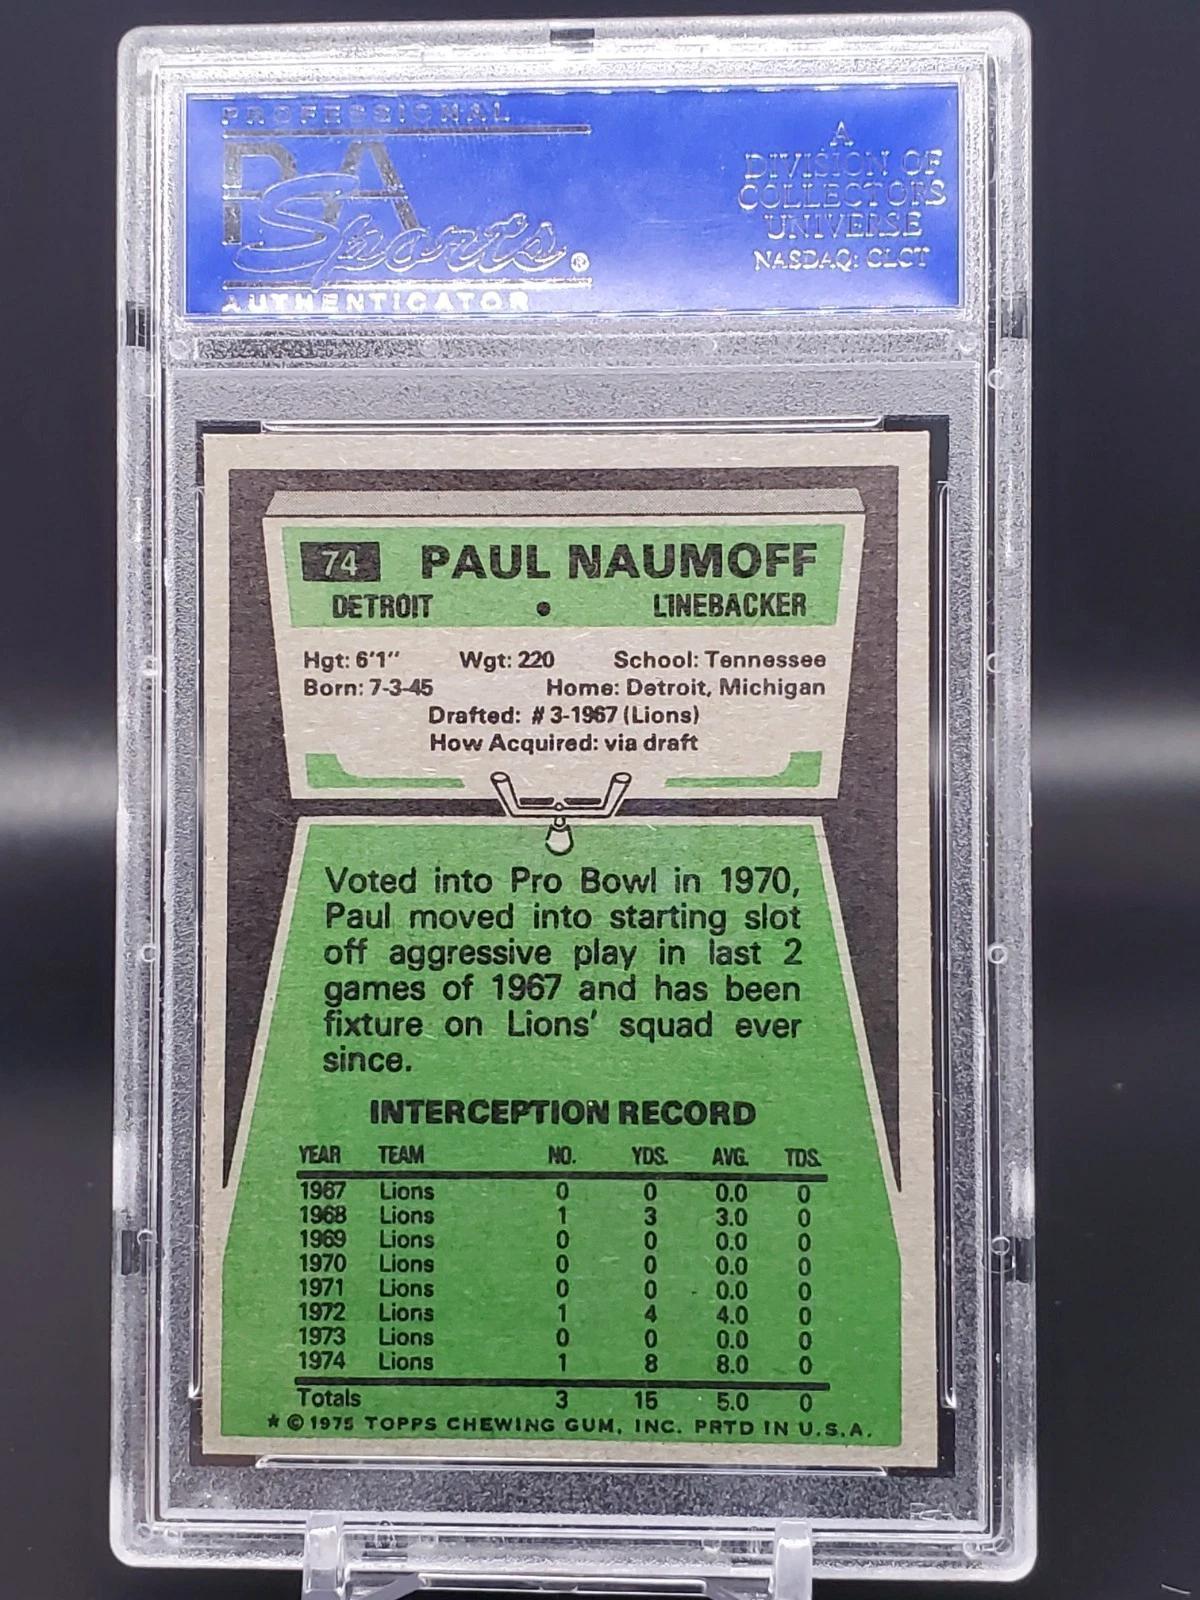 PROFESSIONAL
PSA
Sports®
AUTHENTICATOR
A
DIVISION OF
COLLECTORS
UNIVERSE
NASDAQ: CLCT
74 PAUL NAUMOFF
DETROIT • LINEBACKER
Hgt: 6'1" Wgt: 220 School: Tennessee
Born: 7-3-45 Home: Detroit, Michigan
Drafted: #3-1967 (Lions)
How Acquired: via draft
Voted into Pro Bowl in 1970,
Paul moved into starting slot
off aggressive play in last 2
games of 1967 and has been
fixture on Lions' squad ever
since.
INTERCEPTION RECORD
YEAR TEAM NO. YDS. AVG. TDS.
1967 Lions 0 0 0.0 0
1968 Lions 1 3 3.0 0
1969 Lions 0 0 0.0 0
1970 Lions 0 0 0.0 0
1971 Lions 0 0 0.0 0
1972 Lions 1 4 4.0 0
1973 Lions 0 0 0.0 0
1974 Lions 1 8 8.0 0
Totals 3 15 5.0 0
* © 1975 TOPPS CHEWING GUM, INC. PRTD IN U.S.A.